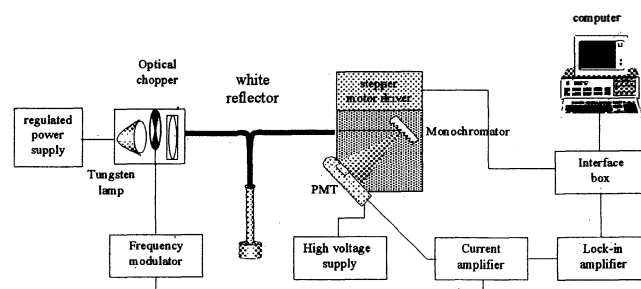 computer
Optical
chopper
white
reflector
stepper
motor driver
regulated
power
supply
Monochromator
Tungsten
lamp
PMT
Interface
box
Frequency
modulator
High voltage
supply
Current
amplifier
Lock-in
amplifier